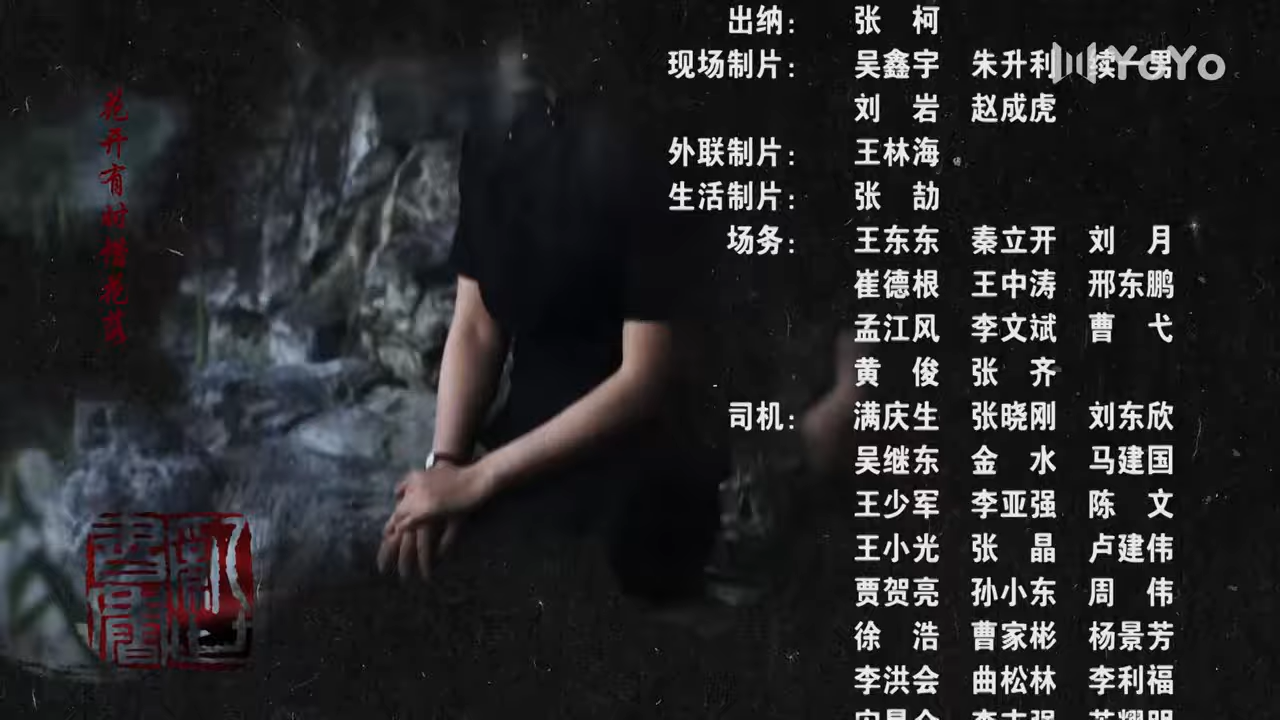 出纳: 张 柯
现场制片: 吴鑫宇 朱升利 续一男
刘 岩 赵成虎
外联制片: 王林海
生活制片: 张 劼
场务: 王东东 秦立开 刘 月
崔德根 王中涛 邢东鹏
孟江风 李文斌 曹 弋
黄 俊 张 齐
司机: 满庆生 张晓刚 刘东欣
吴继东 金 水 马建国
王少军 李亚强 陈 文
王小光 张 晶 卢建伟
贾贺亮 孙小东 周 伟
徐 浩 曹家彬 杨景芳
李洪会 曲松林 李利福
YoYo
花开有时惜花落